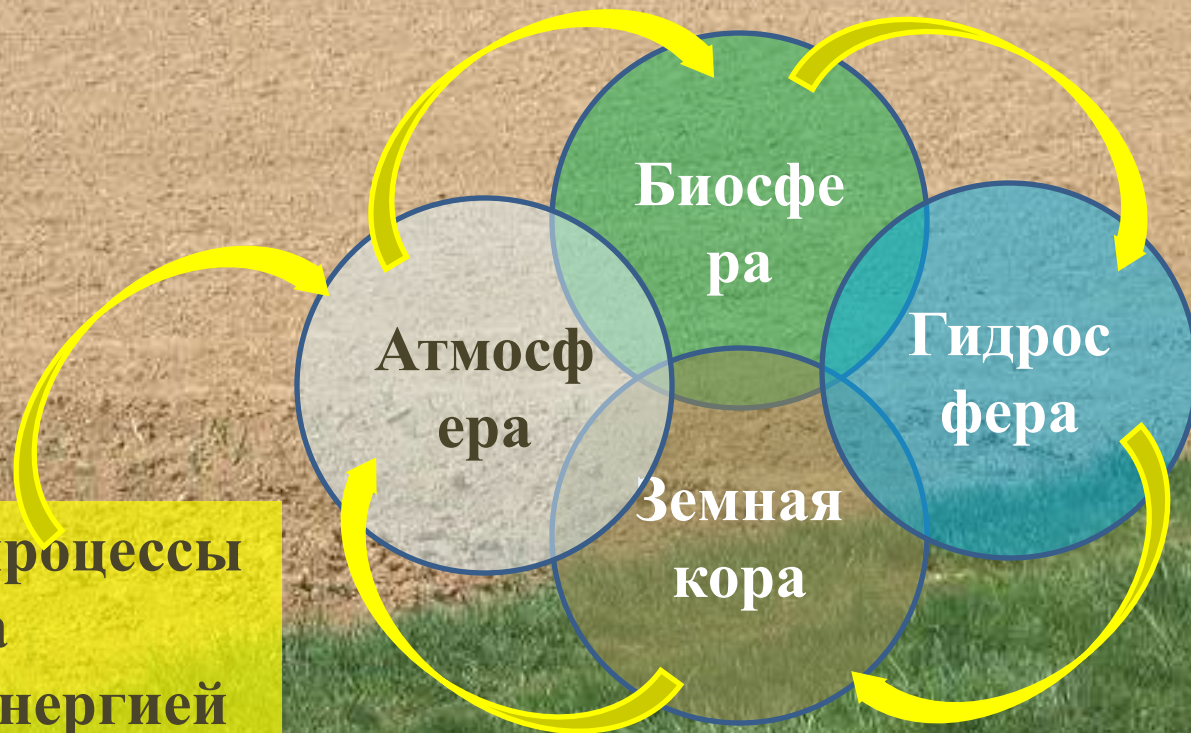 Биосфе
ра
Гидрос
фера
Атмосф
ера
Земная
кора
роцессы
нергией